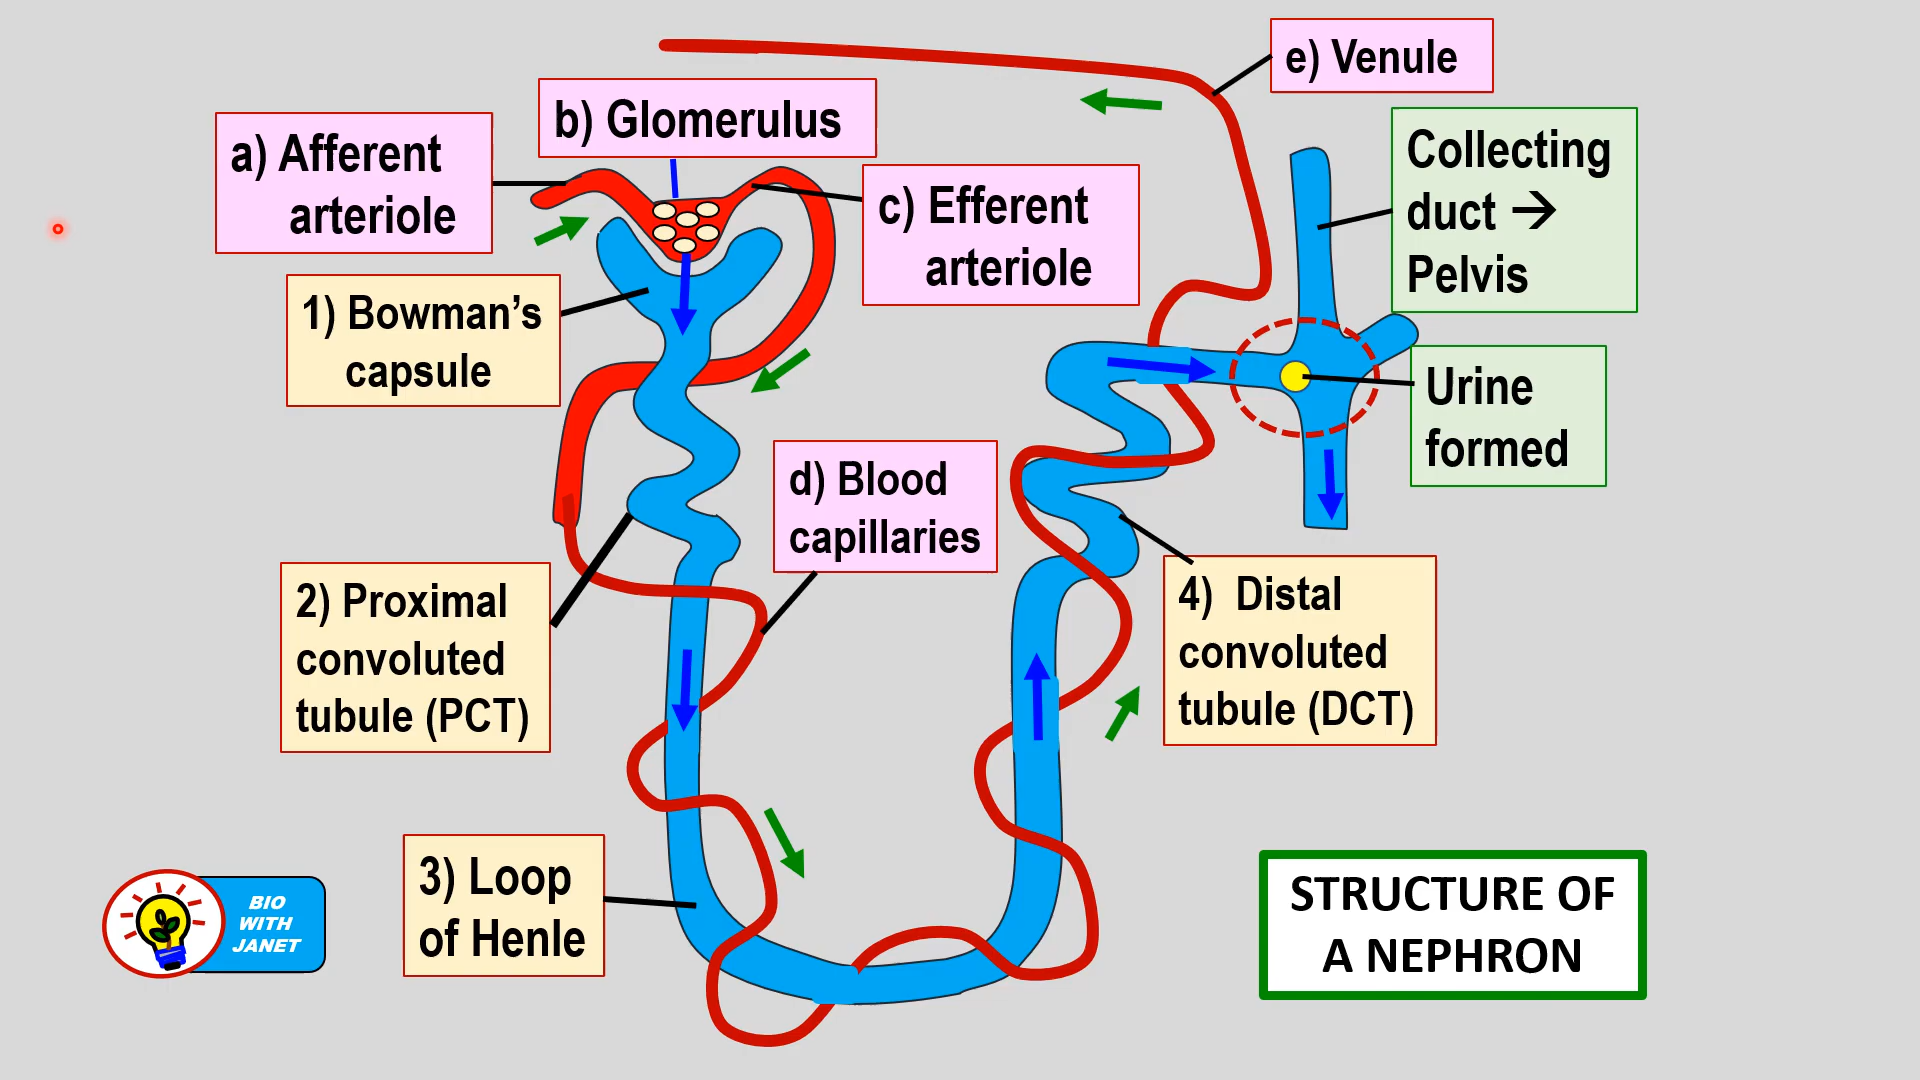 e) Venule
b) Glomerulus
a) Afferent
arteriole
c) Efferent
arteriole
Collecting
duct →
Pelvis
1) Bowman’s
capsule
Urine
formed
d) Blood
capillaries
2) Proximal
convoluted
tubule (PCT)
4) Distal
convoluted
tubule (DCT)
3) Loop
of Henle
STRUCTURE OF
A NEPHRON
BIO
WITH
JANET